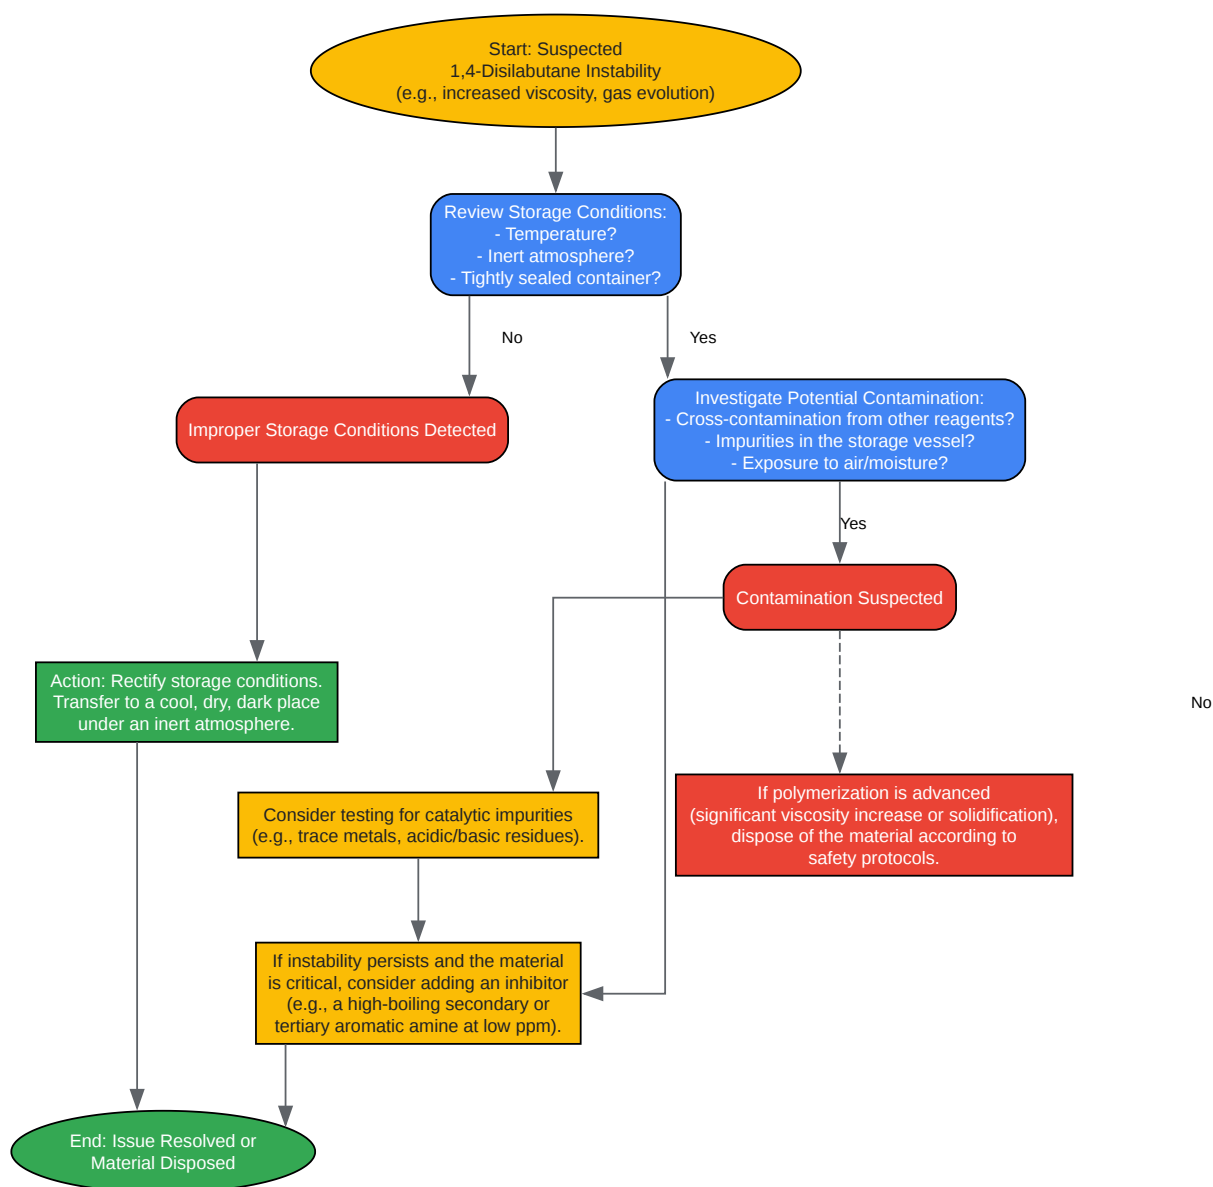 Start: Suspected
1,4-Disilabutane Instability
(e.g., increased viscosity, gas evolution)
Review Storage Conditions:
- Temperature?
- Inert atmosphere?
- Tightly sealed container?
No
Yes
Improper Storage Conditions Detected
Investigate Potential Contamination:
- Cross-contamination from other reagents?
- Impurities in the storage vessel?
- Exposure to air/moisture?
Yes
Contamination Suspected
Action: Rectify storage conditions.
Transfer to a cool, dry, dark place
under an inert atmosphere.
No
Consider testing for catalytic impurities
(e.g., trace metals, acidic/basic residues).
If polymerization is advanced
(significant viscosity increase or solidification),
dispose of the material according to
safety protocols.
If instability persists and the material
is critical, consider adding an inhibitor
(e.g., a high-boiling secondary or
tertiary aromatic amine at low ppm).
End: Issue Resolved or
Material Disposed